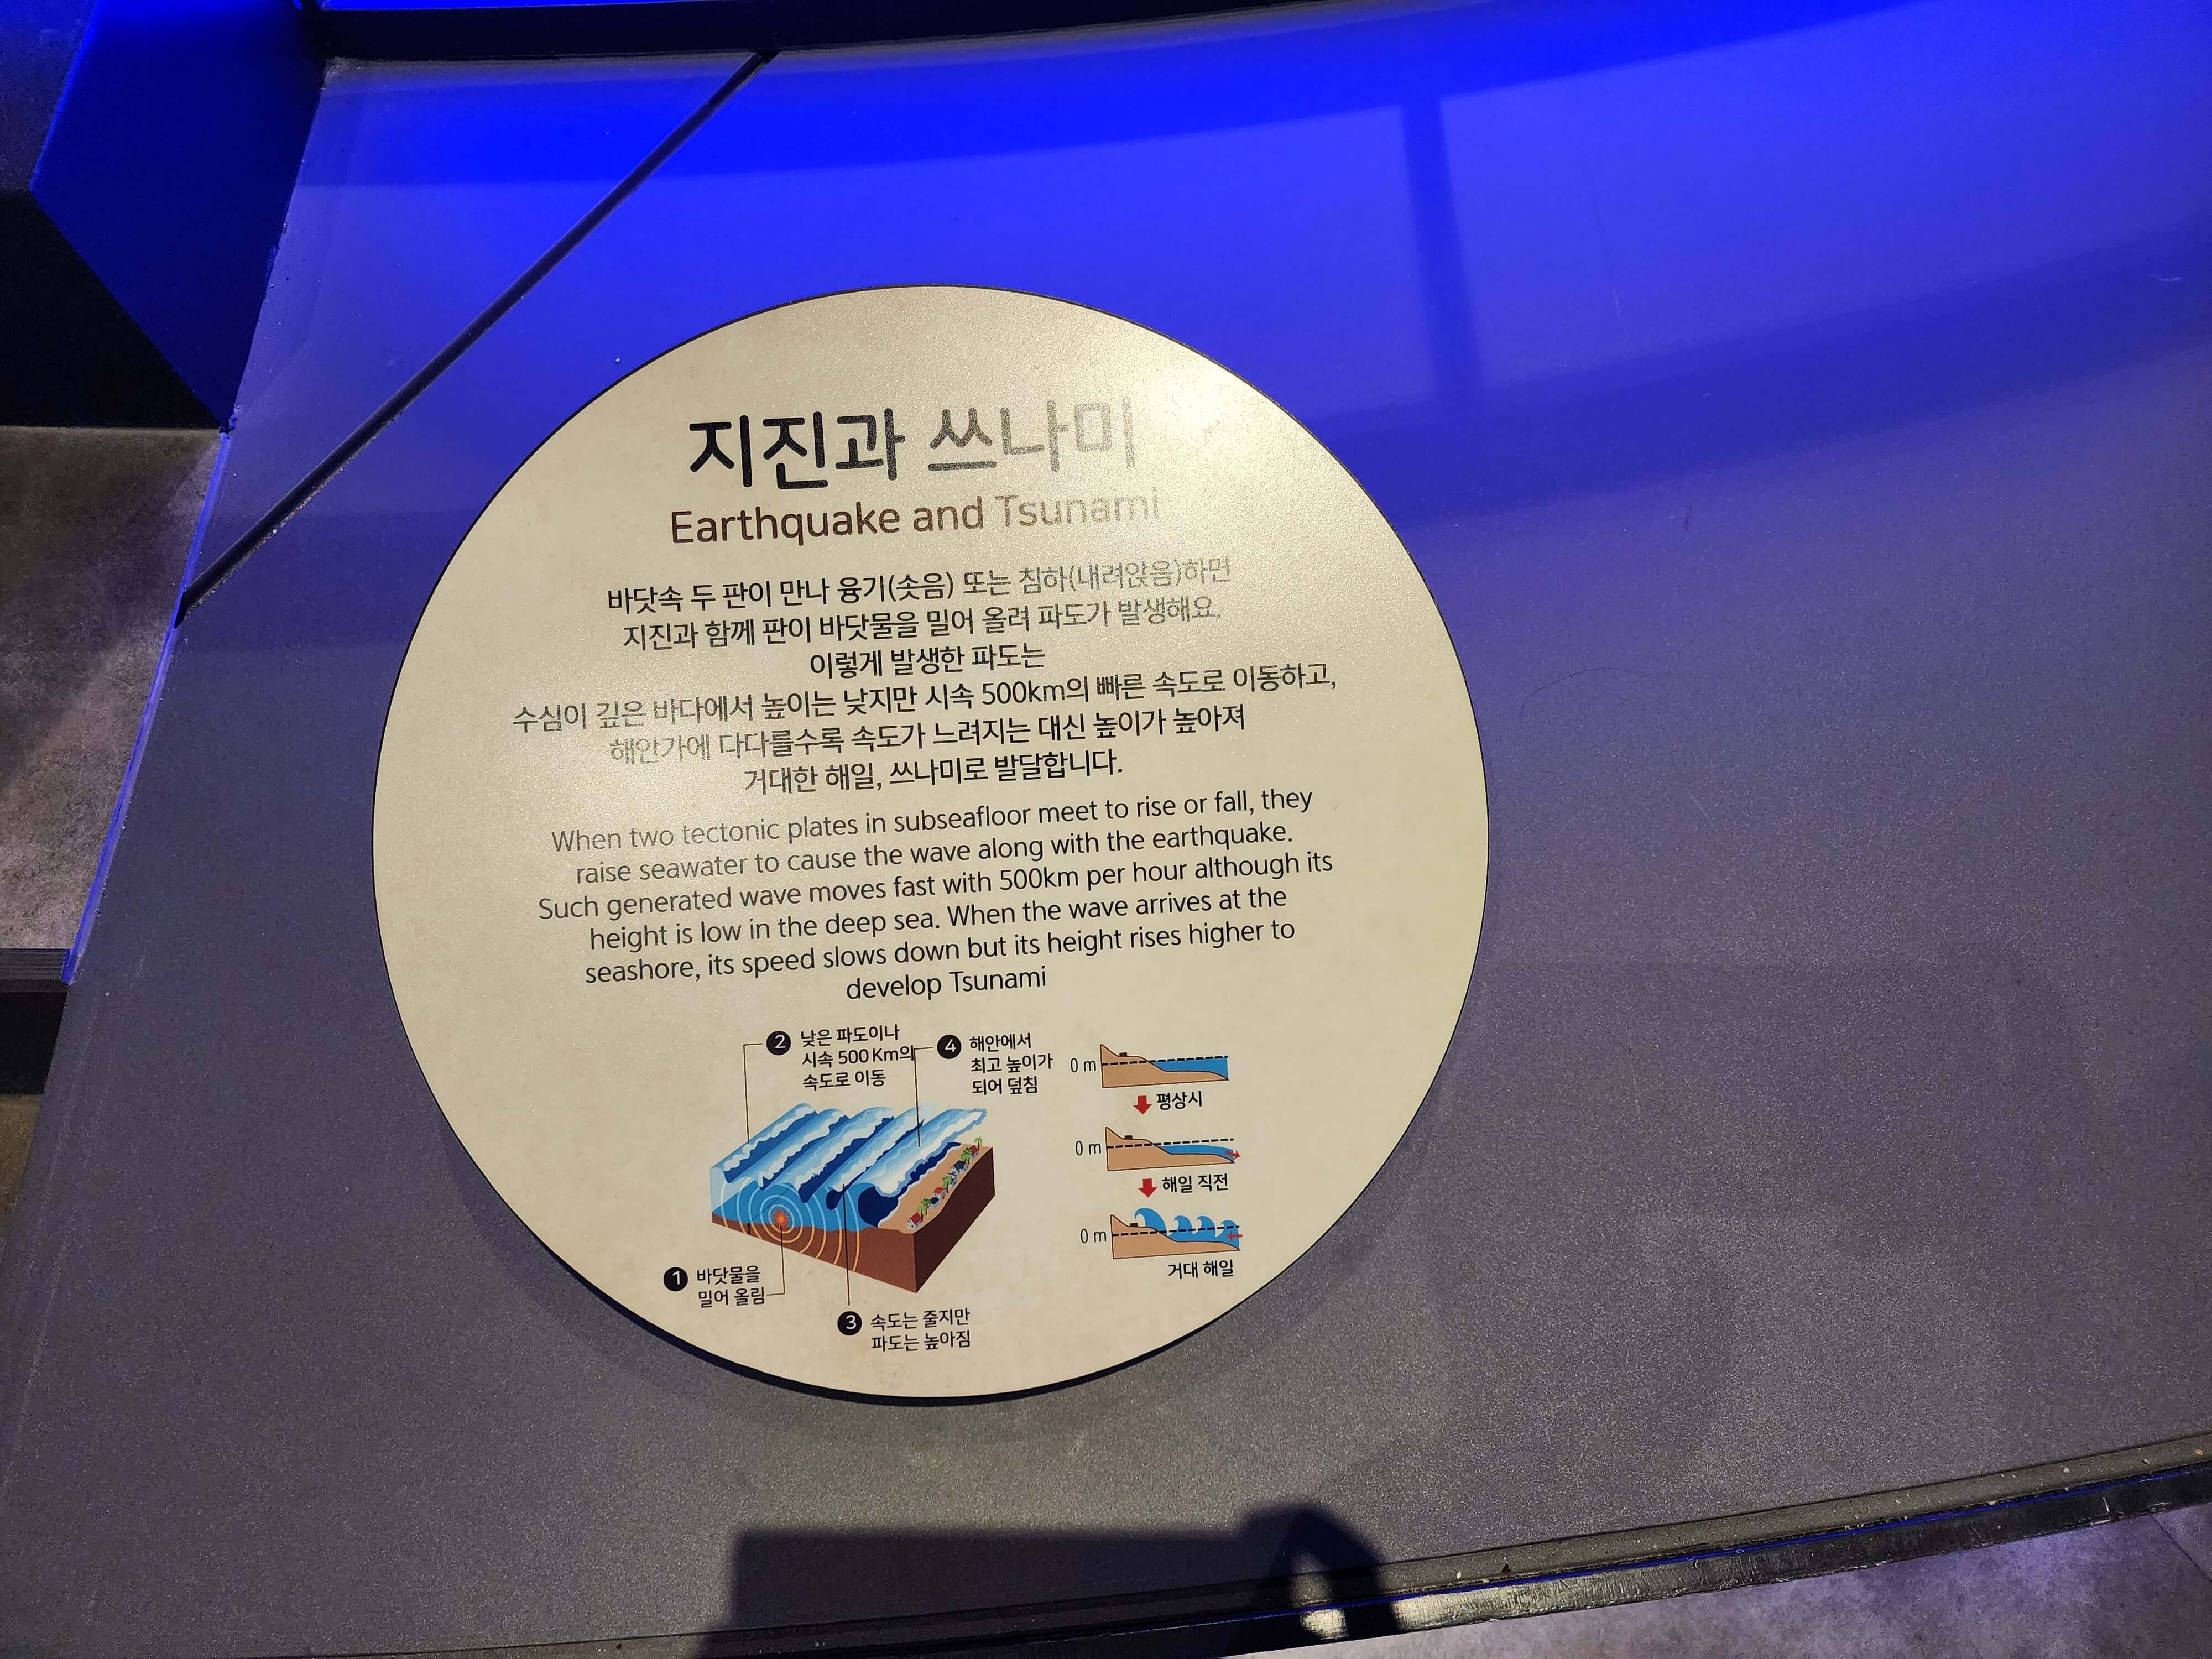 지진과 쓰나미
Earthquake and Tsunami
바닷속 두 판이 만나 융기(솟음) 또는 침하(내려앉음)하면
지진과 함께 판이 바닷물을 밀어 올려 파도가 발생해요.
이렇게 발생한 파도는
수심이 깊은 바다에서 높이는 낮지만 시속 500km의 빠른 속도로 이동하고,
해안가에 다다를수록 속도가 느려지는 대신 높이가 높아져
거대한 해일, 쓰나미로 발달합니다.
When two tectonic plates in subseafloor meet to rise or fall, they
raise seawater to cause the wave along with the earthquake.
Such generated wave moves fast with 500km per hour although its
height is low in the deep sea. When the wave arrives at the
seashore, its speed slows down but its height rises higher to
develop Tsunami
2 낮은 파도이나
시속 500 Km의
속도로 이동
4 해안에서
최고 높이가
되어 덮침
1 바닷물을
밀어 올림
3 속도는 줄지만
파도는 높아짐
0 m
평상시
0 m
해일 직전
0 m
거대 해일